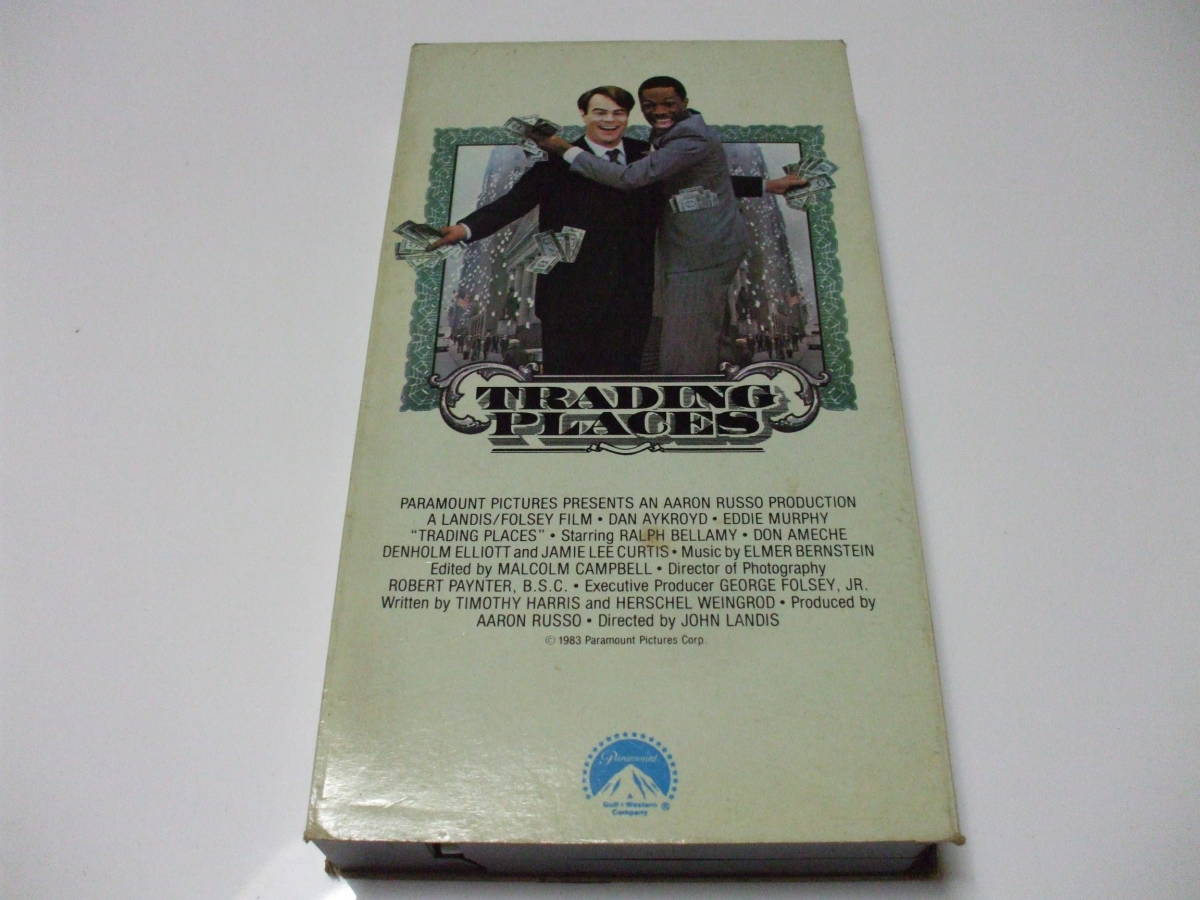 TRADING
PLACES
PARAMOUNT PICTURES PRESENTS AN AARON RUSSO PRODUCTION
A LANDIS/FOLSEY FILM • DAN AYKROYD • EDDIE MURPHY
“TRADING PLACES” • Starring RALPH BELLAMY • DON AMECHE
DENHOLM ELLIOTT and JAMIE LEE CURTIS • Music by ELMER BERNSTEIN
Edited by MALCOLM CAMPBELL • Director of Photography
ROBERT PAYNTER, B.S.C. • Executive Producer GEORGE FOLSEY, JR.
Written by TIMOTHY HARRIS and HERSCHEL WEINGROD • Produced by
AARON RUSSO • Directed by JOHN LANDIS
© 1983 Paramount Pictures Corp.
Paramount
A
Gulf+Western
Company ®